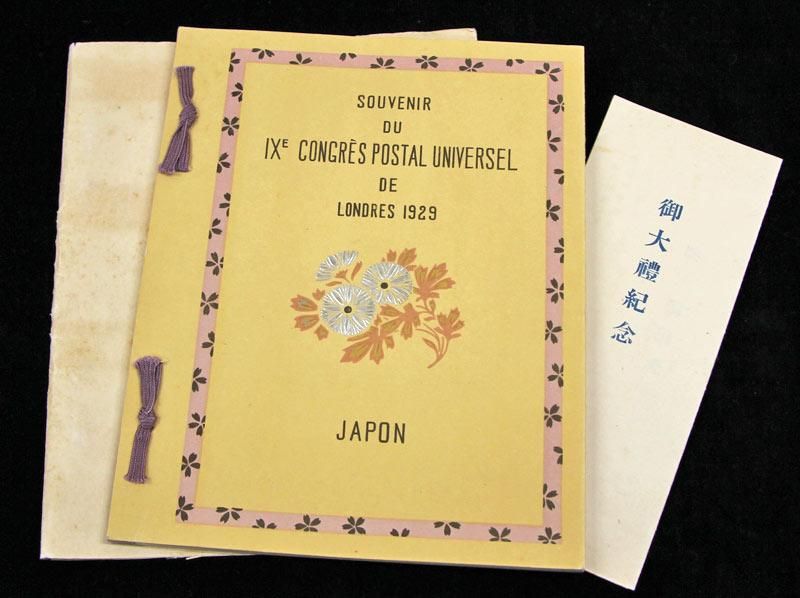 SOUVENIR
DU
IXE CONGRÈS POSTAL UNIVERSEL
DE
LONDRES 1929
JAPON
御大禮紀念